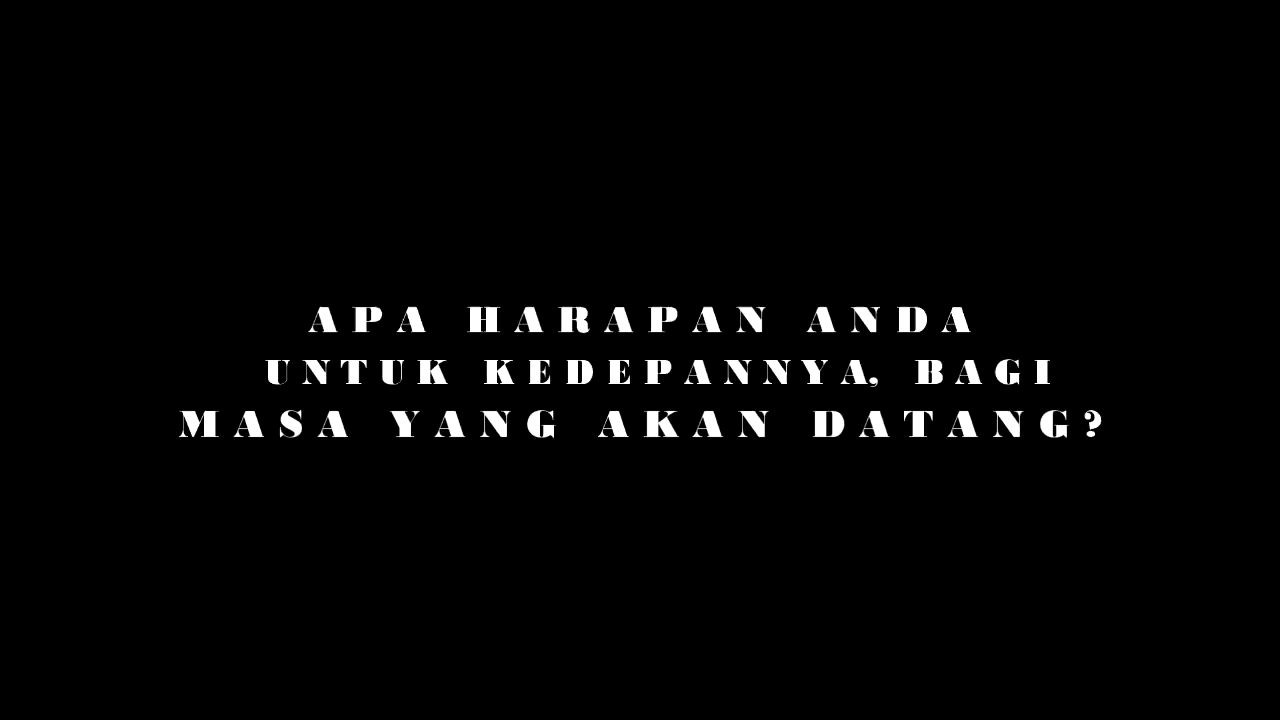 APA HARAPAN ANDA
UNTUK KEDEPANNYA, BAGI
MASA YANG AKAN DATANG?